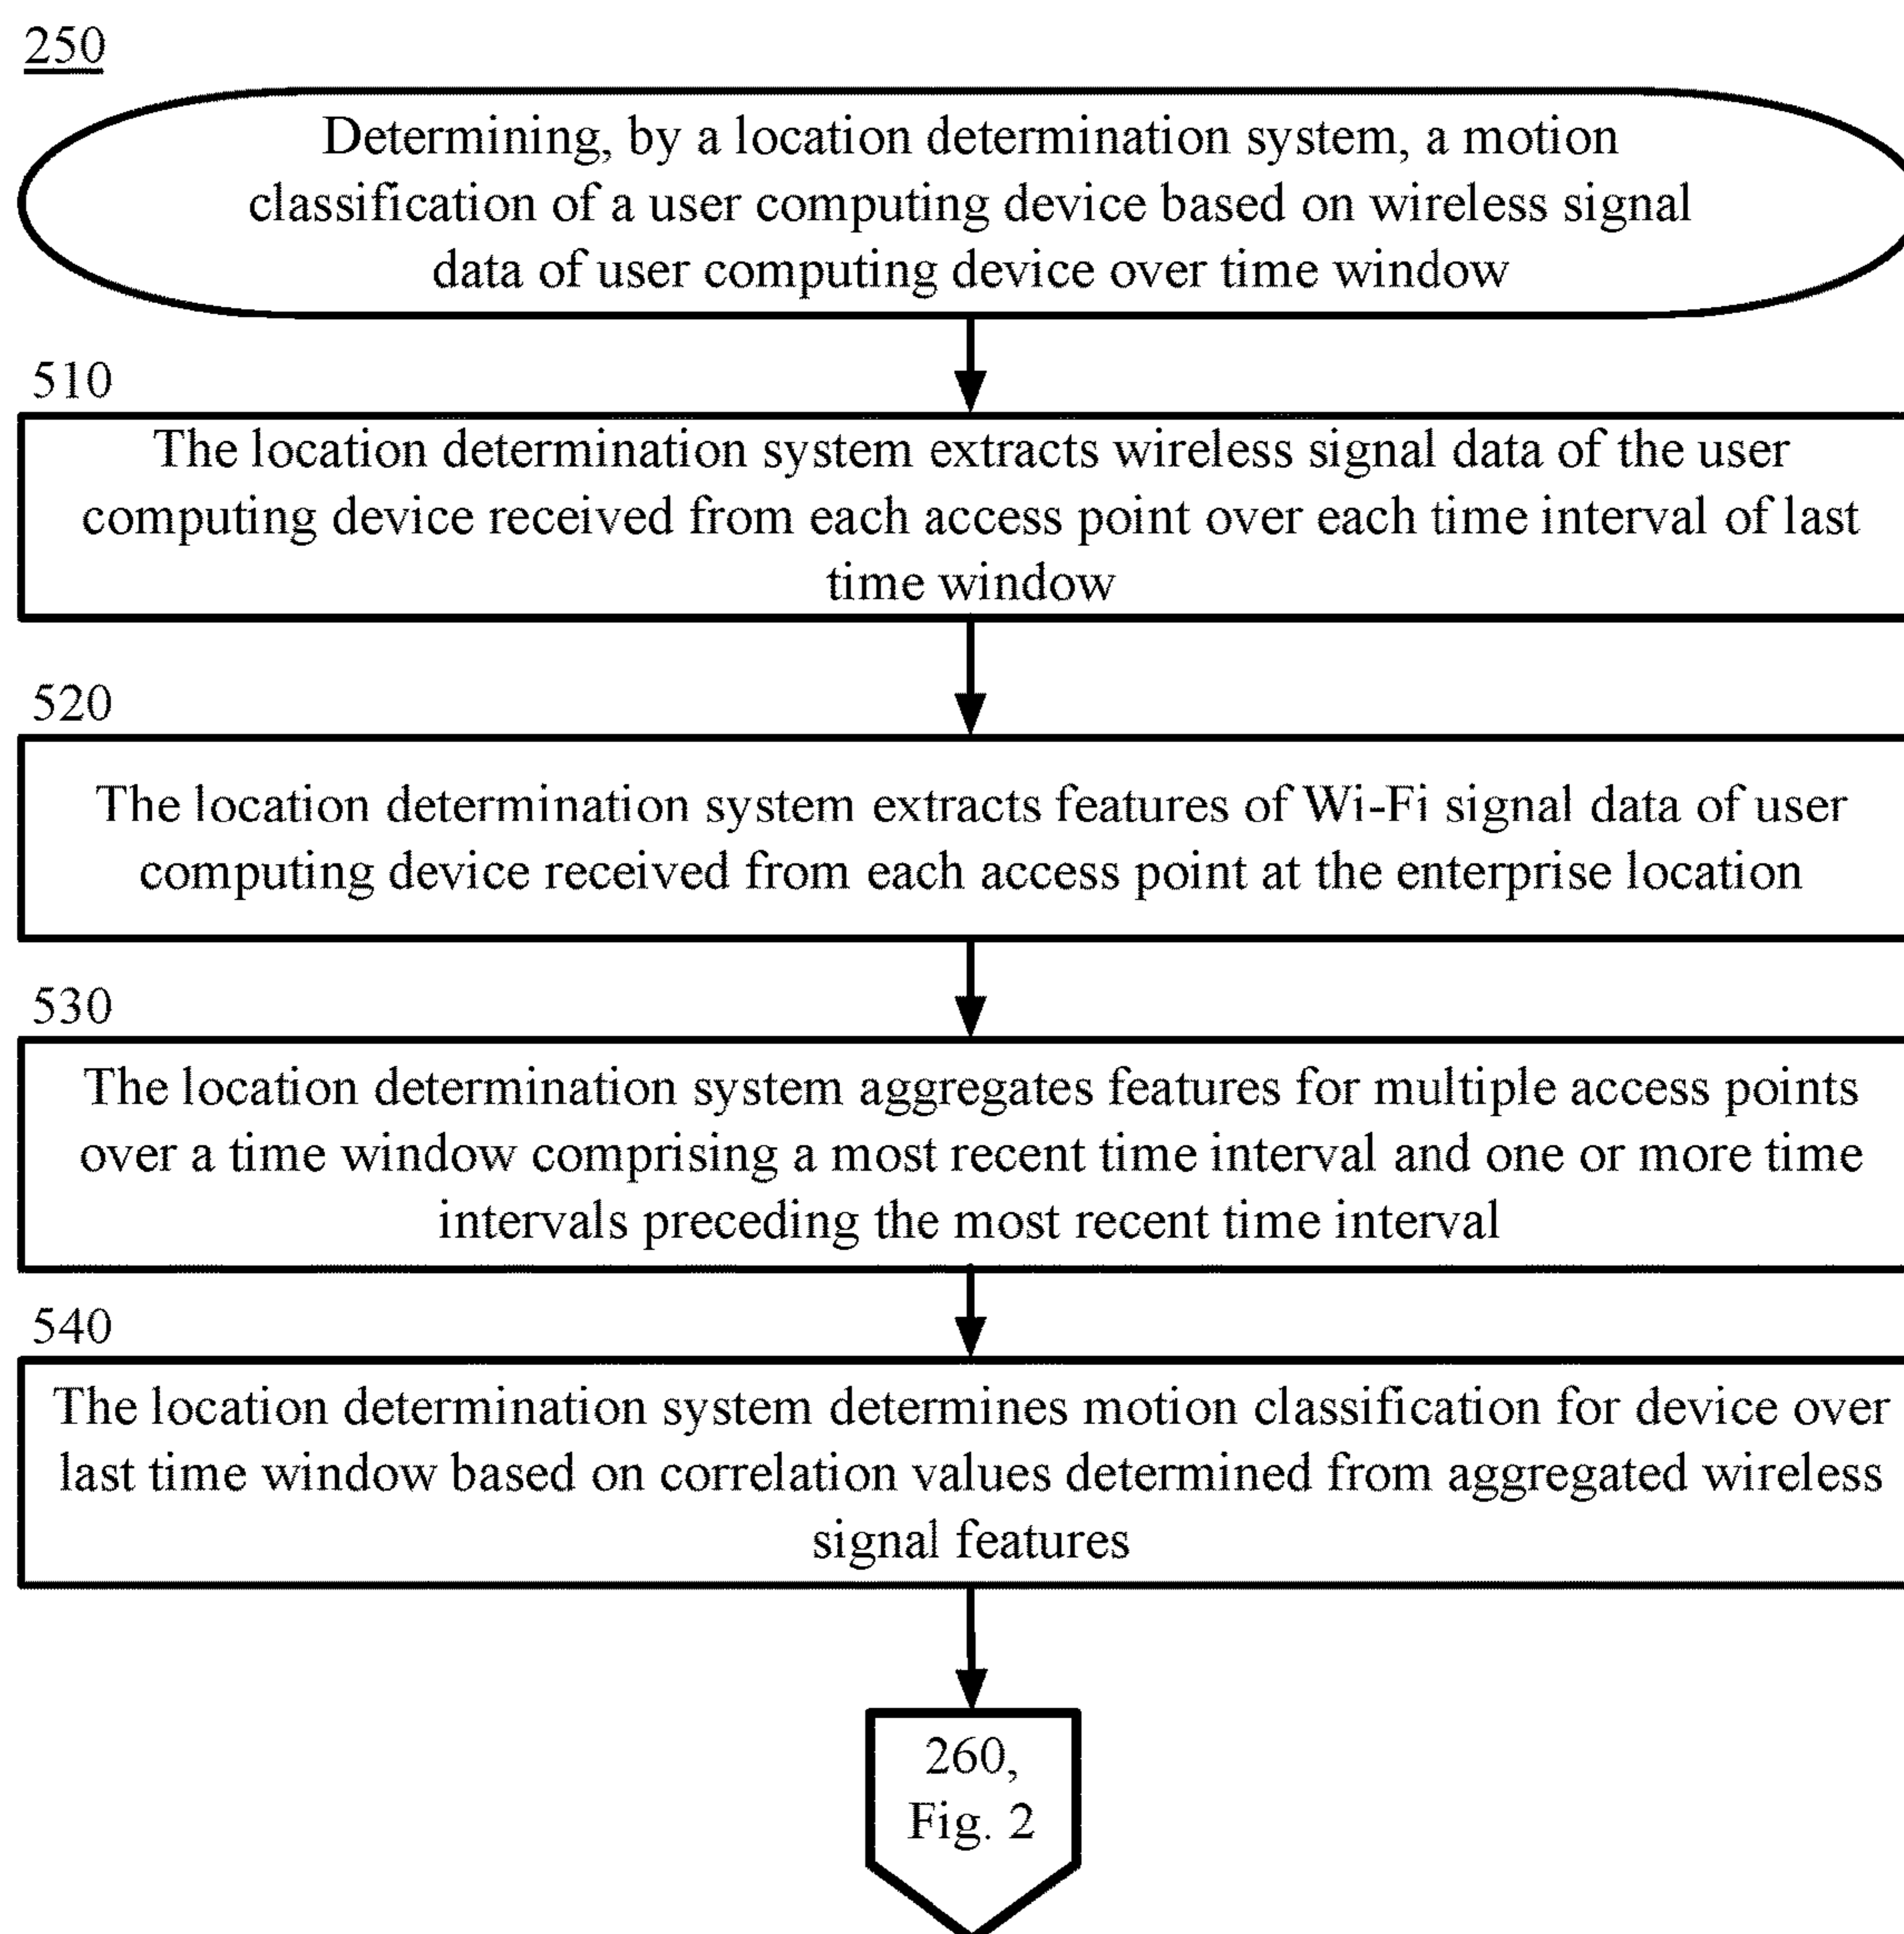 250
Determining, by a location determination system, a motion
classification of a user computing device based on wireless signal
data of user computing device over time window
510
The location determination system extracts wireless signal data of the user
computing device received from each access point over each time interval of last
time window
520
The location determination system extracts features of Wi-Fi signal data of user
computing device received from each access point at the enterprise location
530
The location determination system aggregates features for multiple access points
over a time window comprising a most recent time interval and one or more time
intervals preceding the most recent time interval
540
The location determination system determines motion classification for device over
last time window based on correlation values determined from aggregated wireless
signal features
260,
Fig. 2